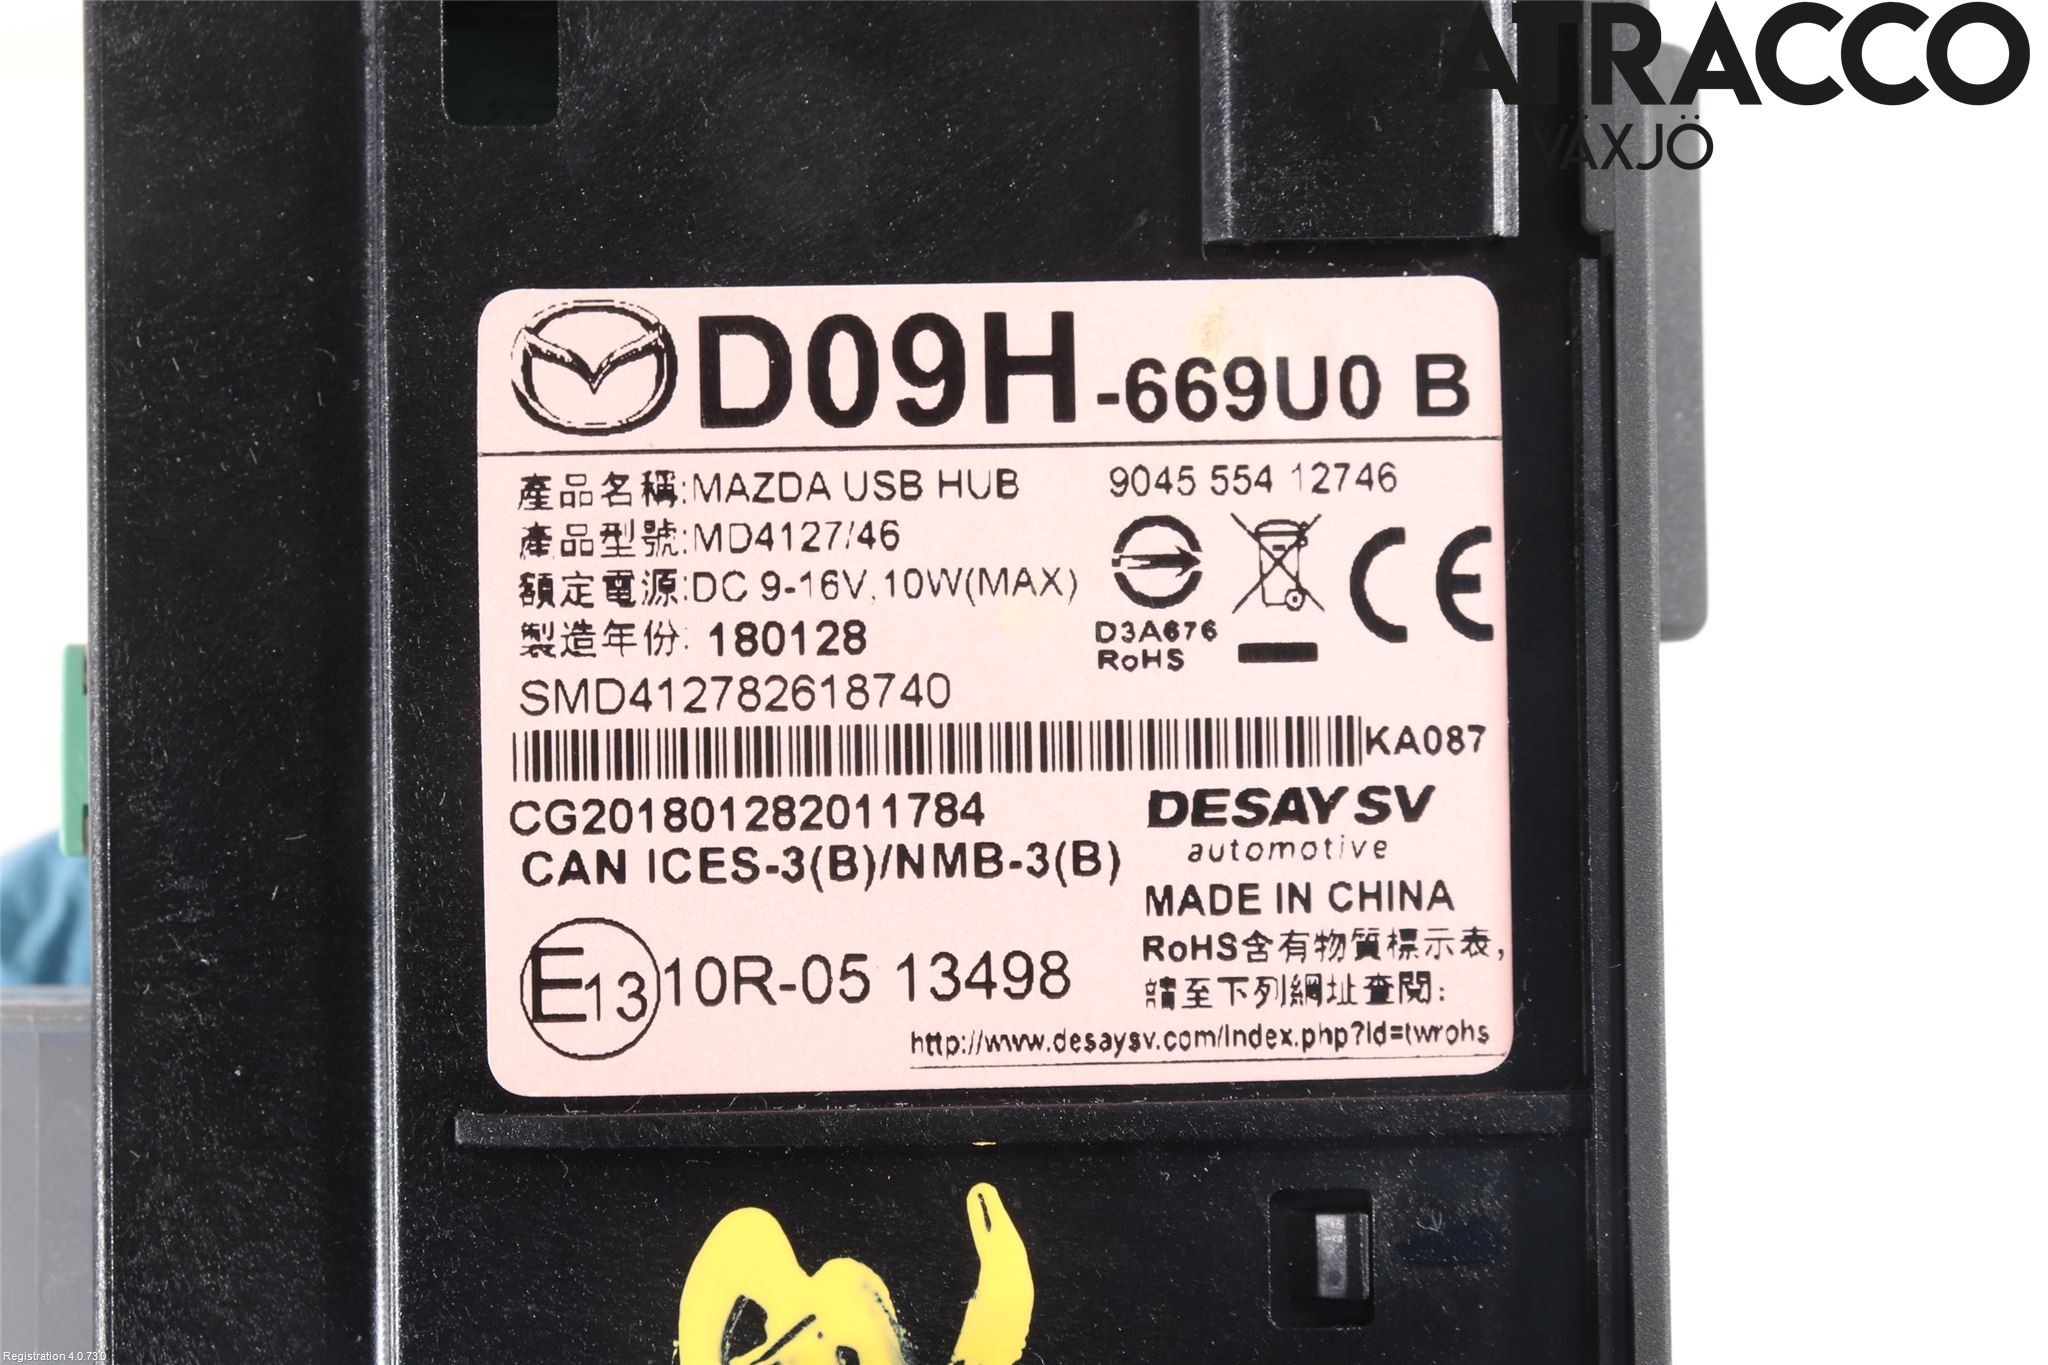 ATRACCO
VÄXJÖ
D09H-669U0 B
產品名稱:MAZDA USB HUB
9045 554 12746
產品型號:MD4127/46
額定電源:DC 9-16V,10W(MAX)
製造年份: 180128
D3A676
RoHS
CE
SMD412782618740
KA087
CG201801282011784
DESAY SV
automotive
CAN ICES-3(B)/NMB-3(B)
MADE IN CHINA
RoHS含有物質標示表,
請至下列網址查閱:
E13 10R-05 13498
http://www.desaysv.com/index.php?id=twrohs
Registration 4.0.73.0